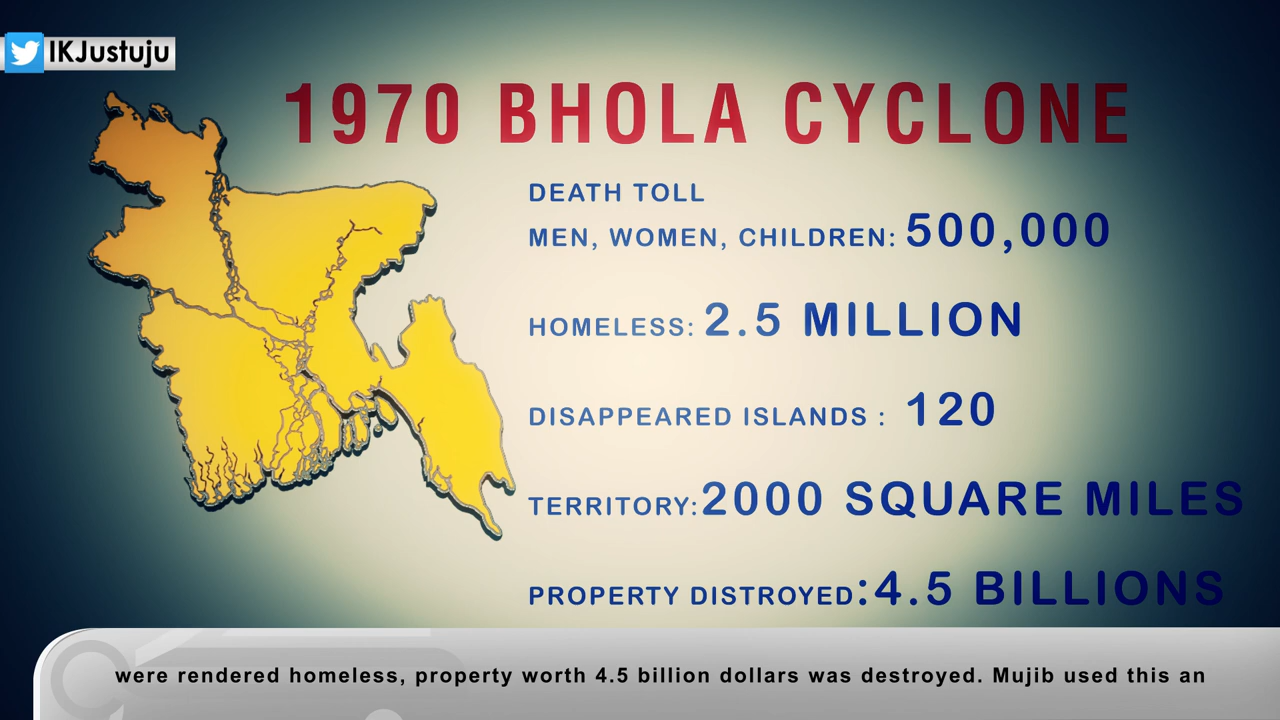 IKJustuju
1970 BHOLA CYCLONE
DEATH TOLL
MEN, WOMEN, CHILDREN: 500,000
HOMELESS: 2.5 MILLION
DISAPPEARED ISLANDS : 120
TERRITORY:2000 SQUARE MILES
PROPERTY DISTROYED:4.5 BILLIONS
were rendered homeless, property worth 4.5 billion dollars was destroyed. Mujib used this an